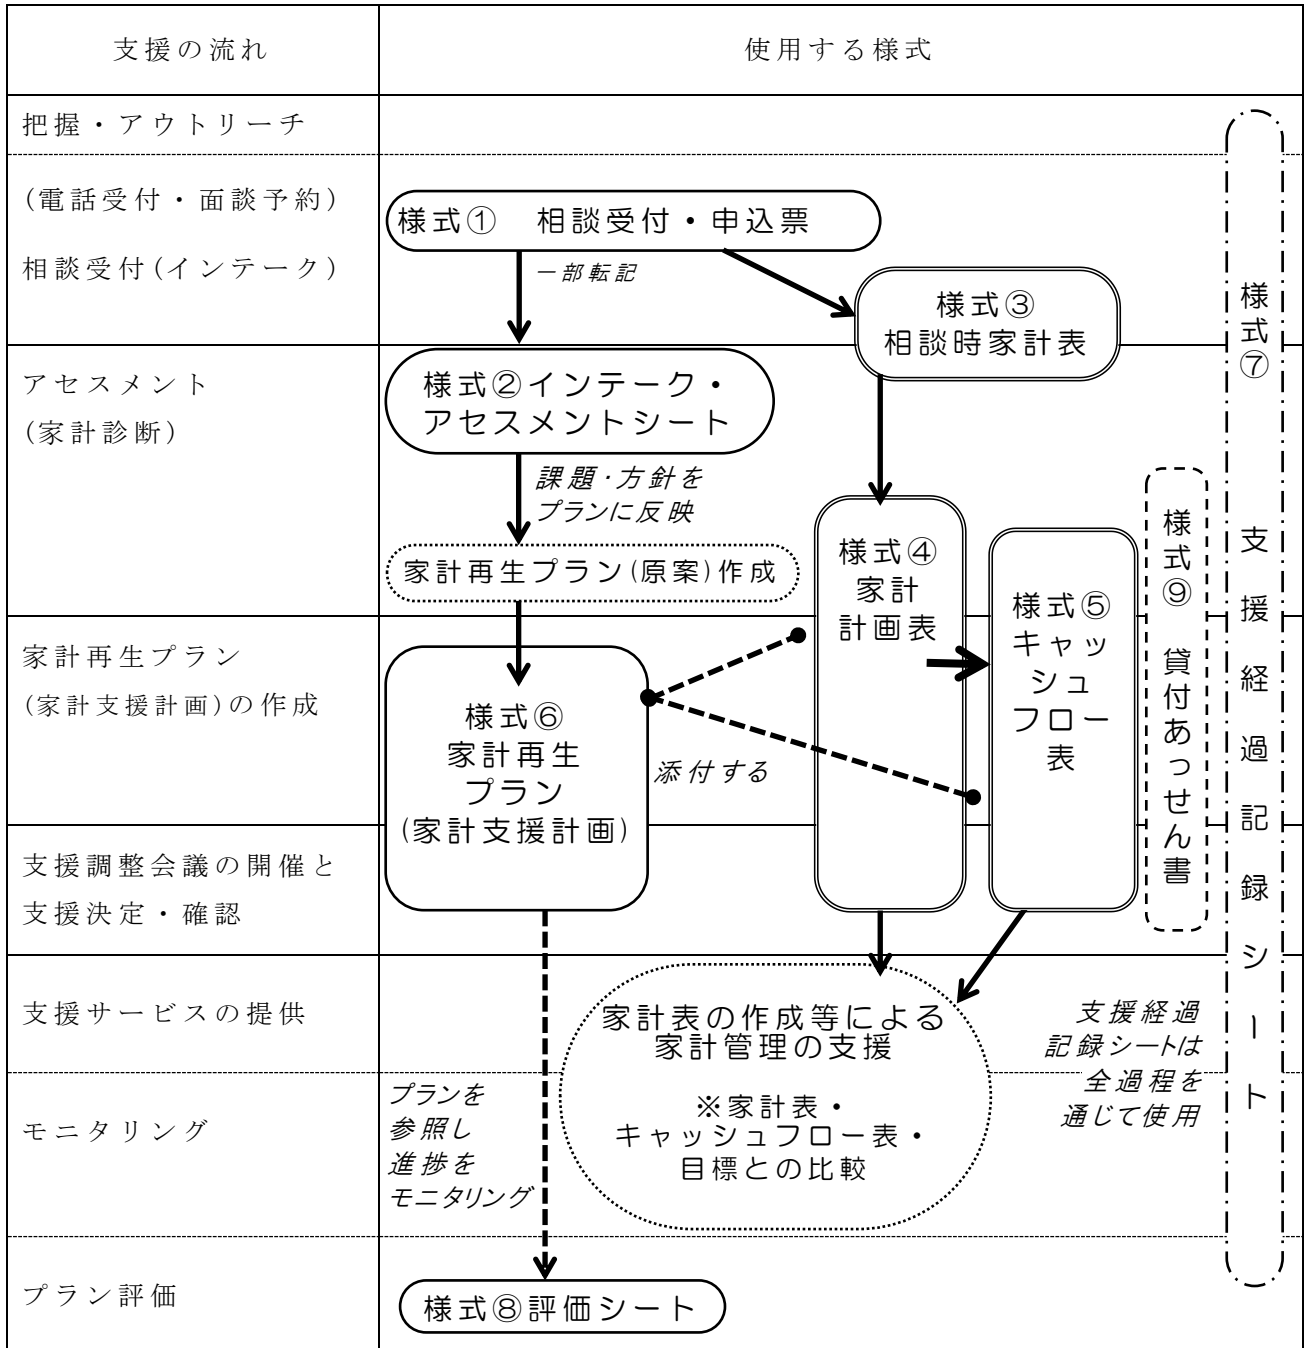 支援の流れ
使用する様式
把握・アウトリーチ
(電話受付・面談予約)
相談受付(インテーク)
様式① 相談受付・申込票
一部転記
様式③
相談時家計表
アセスメント
(家計診断)
様式②インテーク・
アセスメントシート
課題・方針を
プランに反映
家計再生プラン(原案)作成
様式④
家計
計画表
様式⑤
キャッ
シュ
フロー
表
様式⑨ 貸付あっせん書
様式⑦ 支援経過記録シート
家計再生プラン
(家計支援計画)の作成
様式⑥
家計再生
プラン
(家計支援計画)
添付する
支援調整会議の開催と
支援決定・確認
支援サービスの提供
家計表の作成等による
家計管理の支援
※家計表・
キャッシュフロー表・
目標との比較
支援経過
記録シートは
全過程を
通じて使用
モニタリング
プランを
参照し
進捗を
モニタリング
プラン評価
様式⑧評価シート